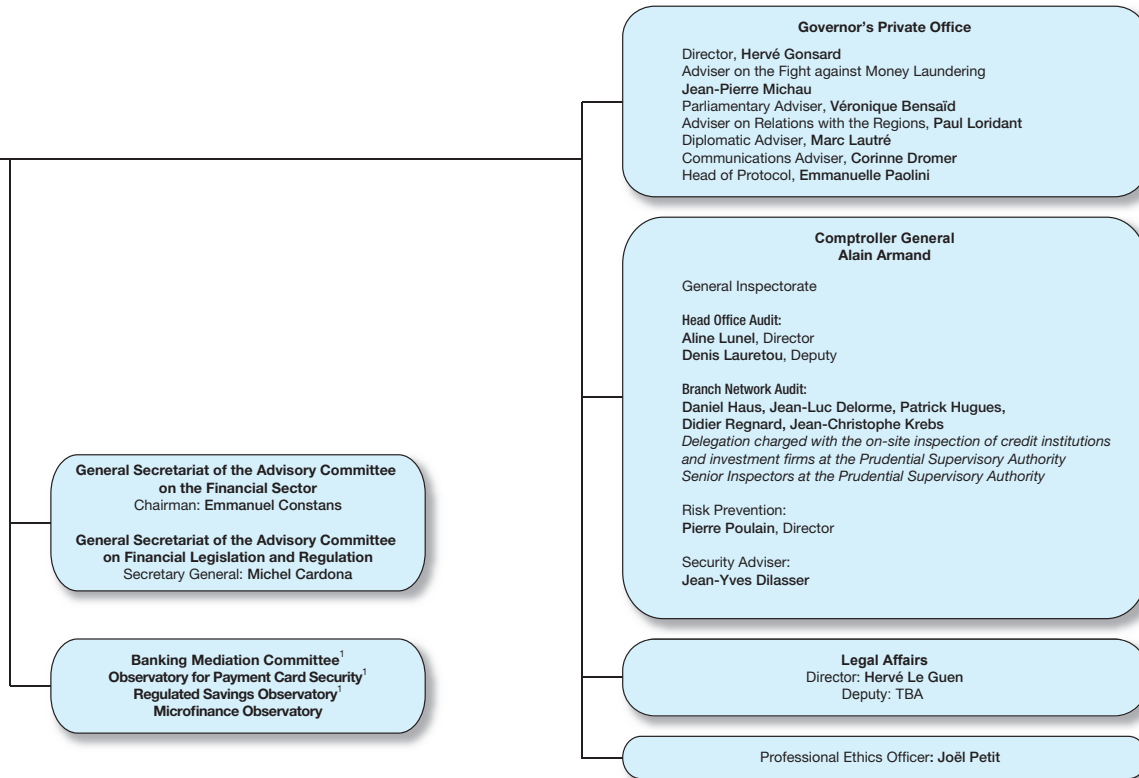 Governor's Private Office
Director, Hervé Gonsard
Adviser on the Fight against Money Laundering
Jean-Pierre Michau
Parliamentary Adviser, Véronique Bensaïd
Adviser on Relations with the Regions, Paul Loridant
Diplomatic Adviser, Marc Lautré
Communications Adviser, Corinne Dromer
Head of Protocol, Emmanuelle Paolini
Comptroller General
Alain Armand
General Inspectorate
Head Office Audit:
Aline Lunel, Director
Denis Lauretou, Deputy
Branch Network Audit:
Daniel Haus, Jean-Luc Delorme, Patrick Hugues,
Didier Regnard, Jean-Christophe Krebs
Delegation charged with the on-site inspection of credit institutions
and investment firms at the Prudential Supervisory Authority
Senior Inspectors at the Prudential Supervisory Authority
Risk Prevention:
Pierre Poulain, Director
Security Adviser:
Jean-Yves Dilasser
General Secretariat of the Advisory Committee
on the Financial Sector
Chairman: Emmanuel Constans
General Secretariat of the Advisory Committee
on Financial Legislation and Regulation
Secretary General: Michel Cardona
Banking Mediation Committee¹
Observatory for Payment Card Security¹
Regulated Savings Observatory¹
Microfinance Observatory
Legal Affairs
Director: Hervé Le Guen
Deputy: TBA
Professional Ethics Officer: Joël Petit